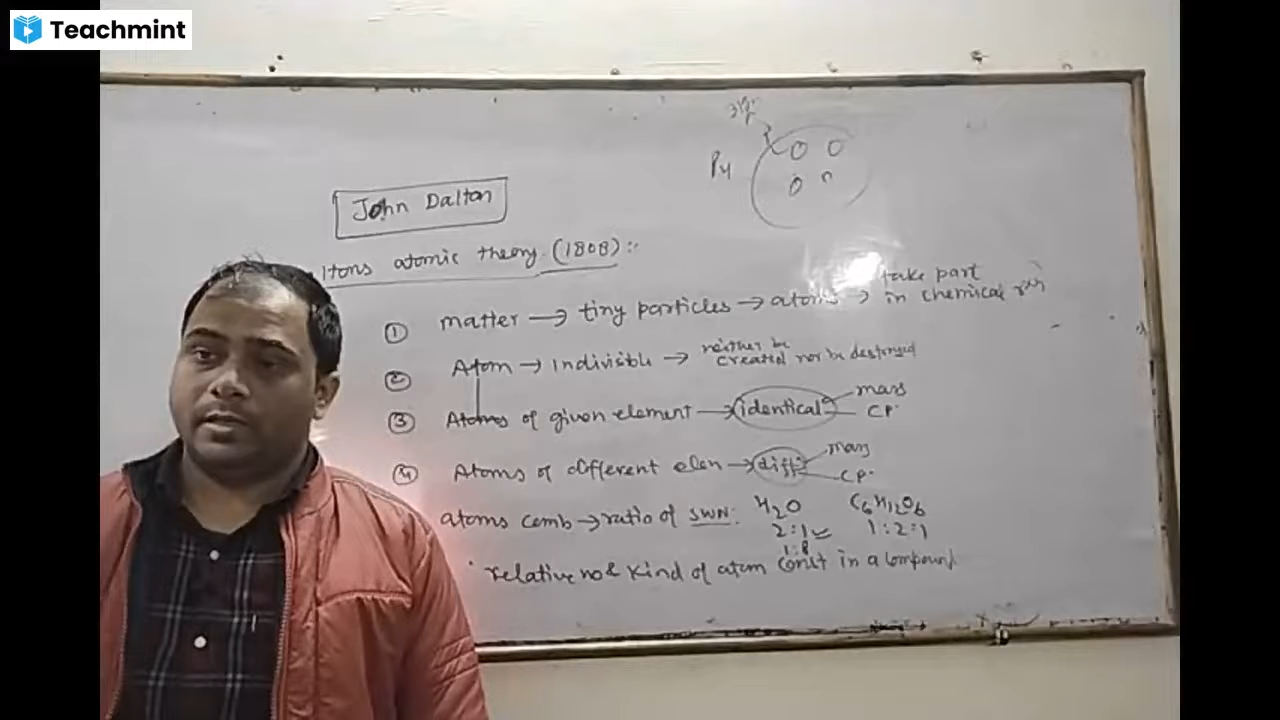 Teachmint
P4
John Dalton
ltons atomic theory (1808):-
① matter → tiny particles → atoms → take part in chemical rxn
② Atom → indivisible → neither be created nor be destroyed
③ Atoms of given element → identical mass CP.
④ Atoms of different elem → diff mass CP.
atoms comb → ratio of SWN: H2O C6H12O6
2:1 1:2:1
1:8
relative no & kind of atom const in a compound